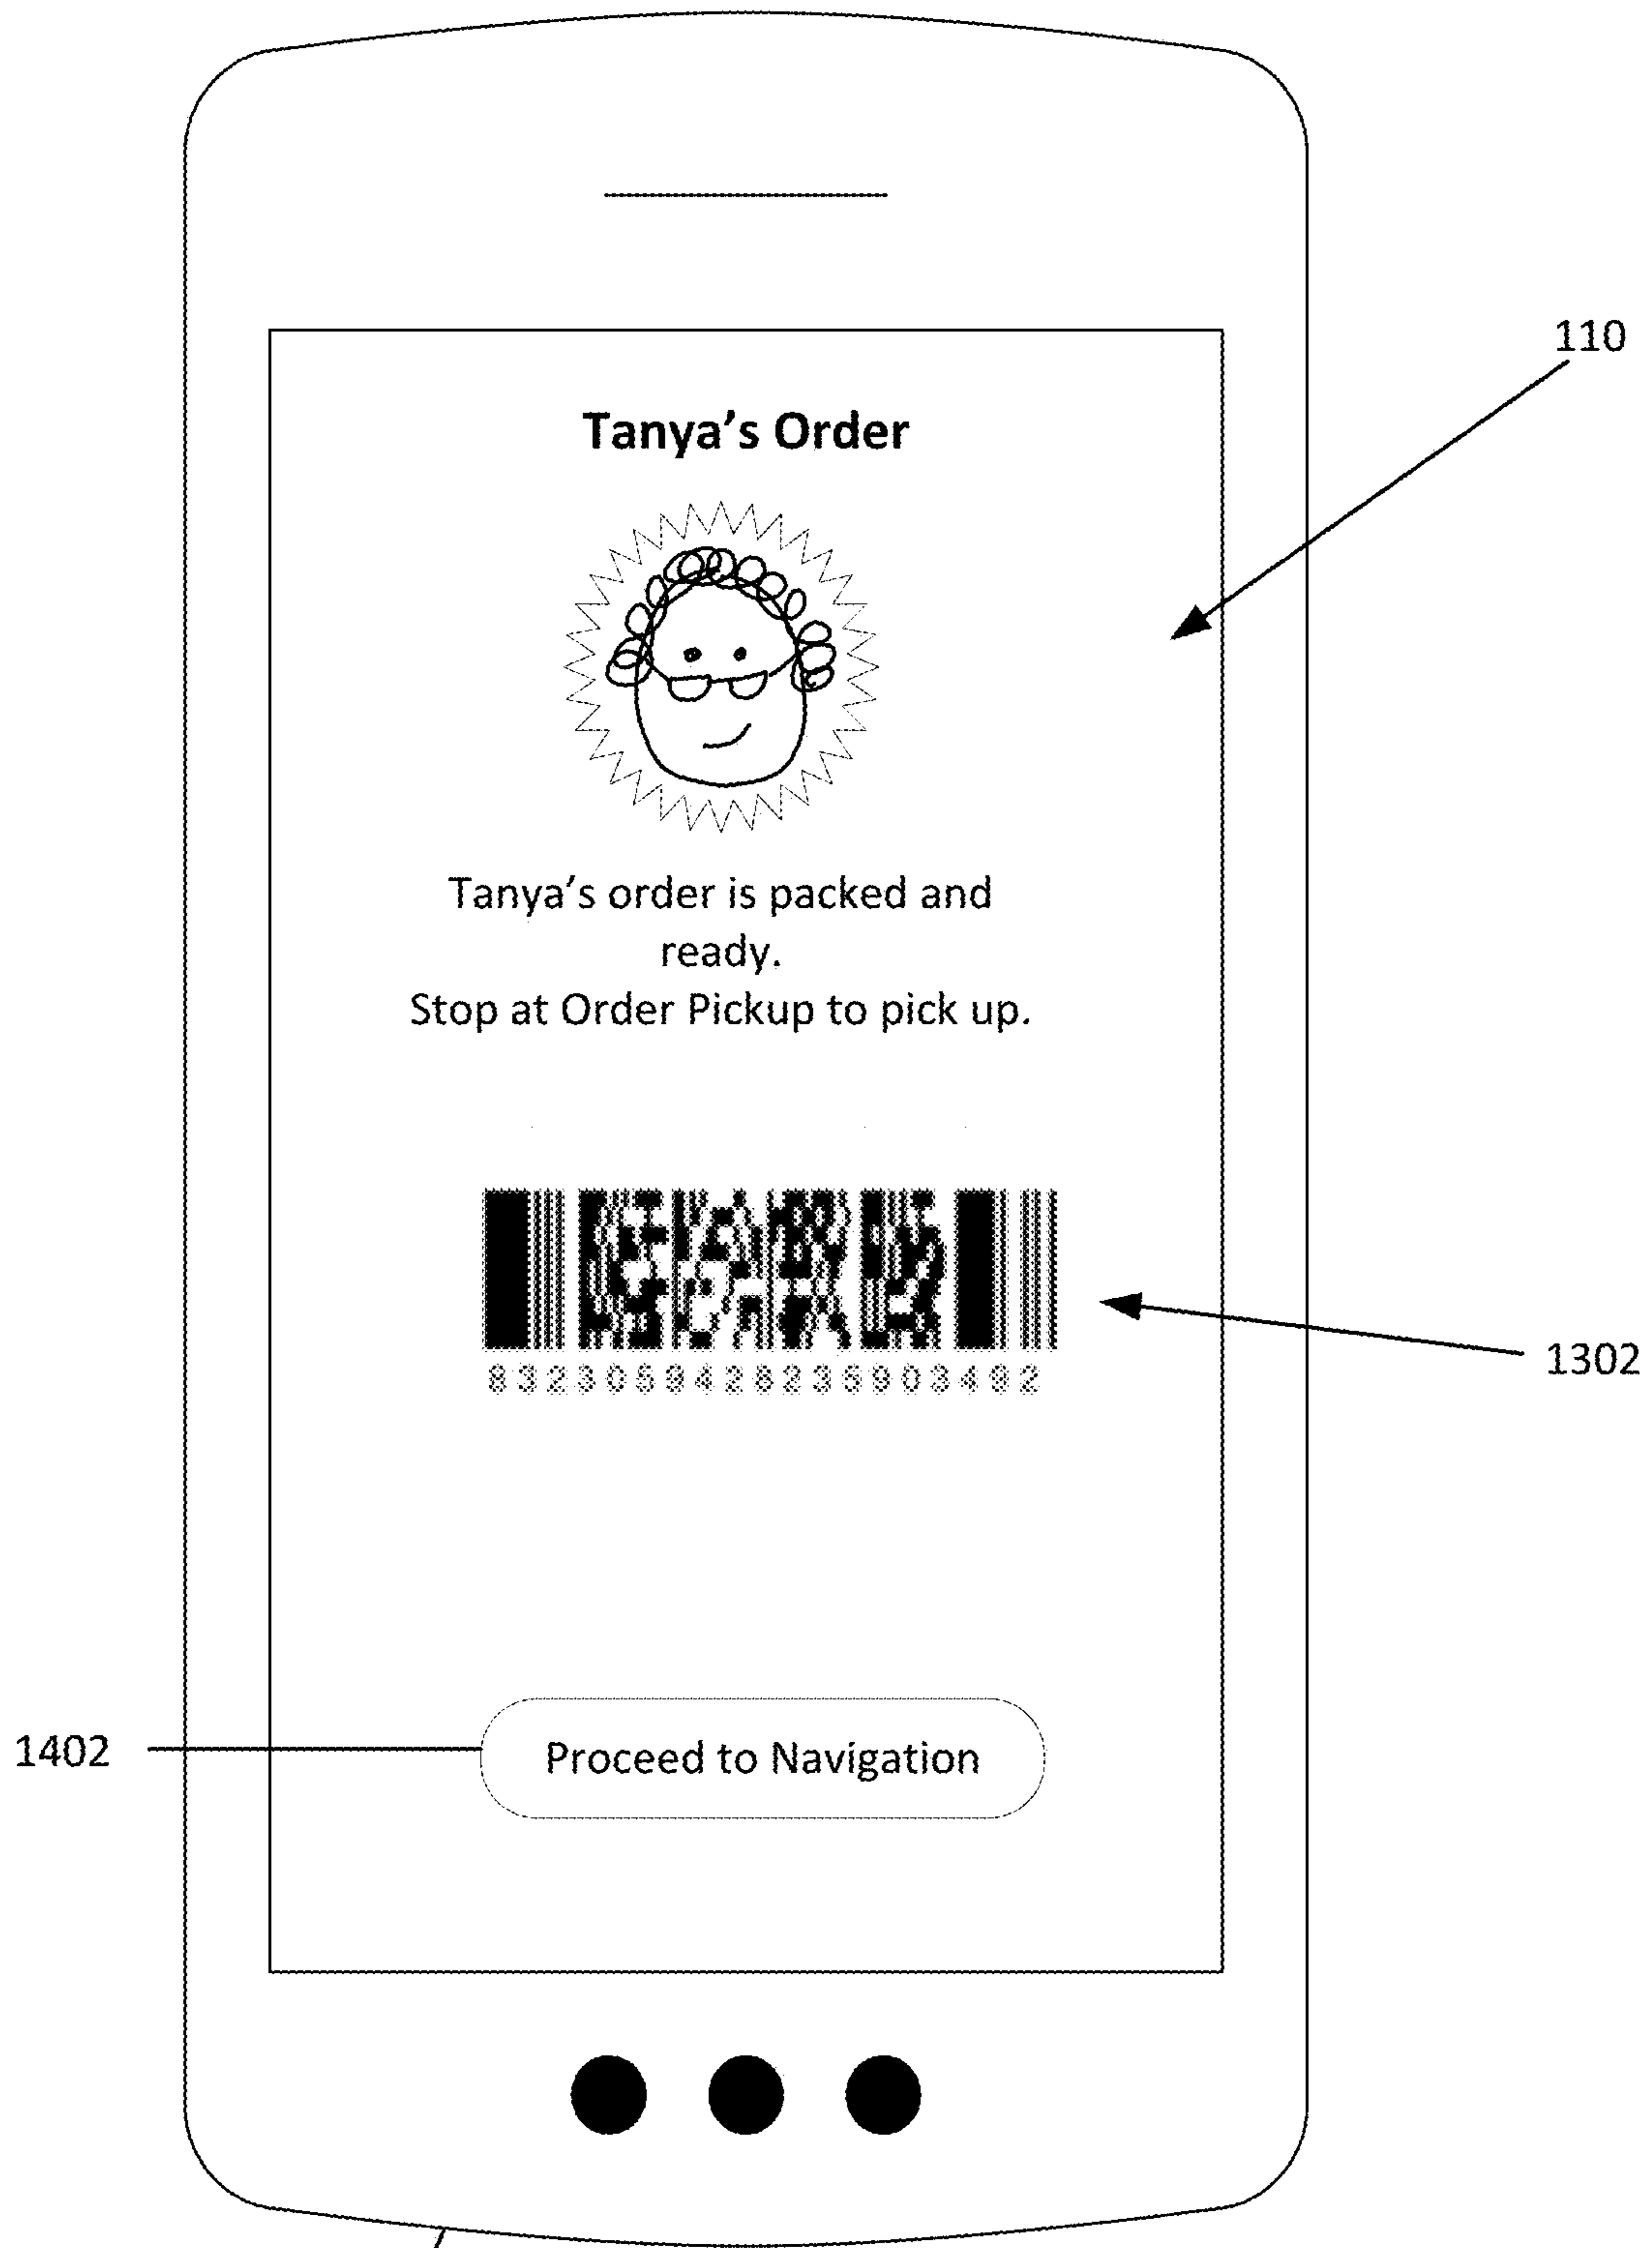 110
Tanya's Order
Tanya's order is packed and
ready.
Stop at Order Pickup to pick up.
1302
1402
Proceed to Navigation